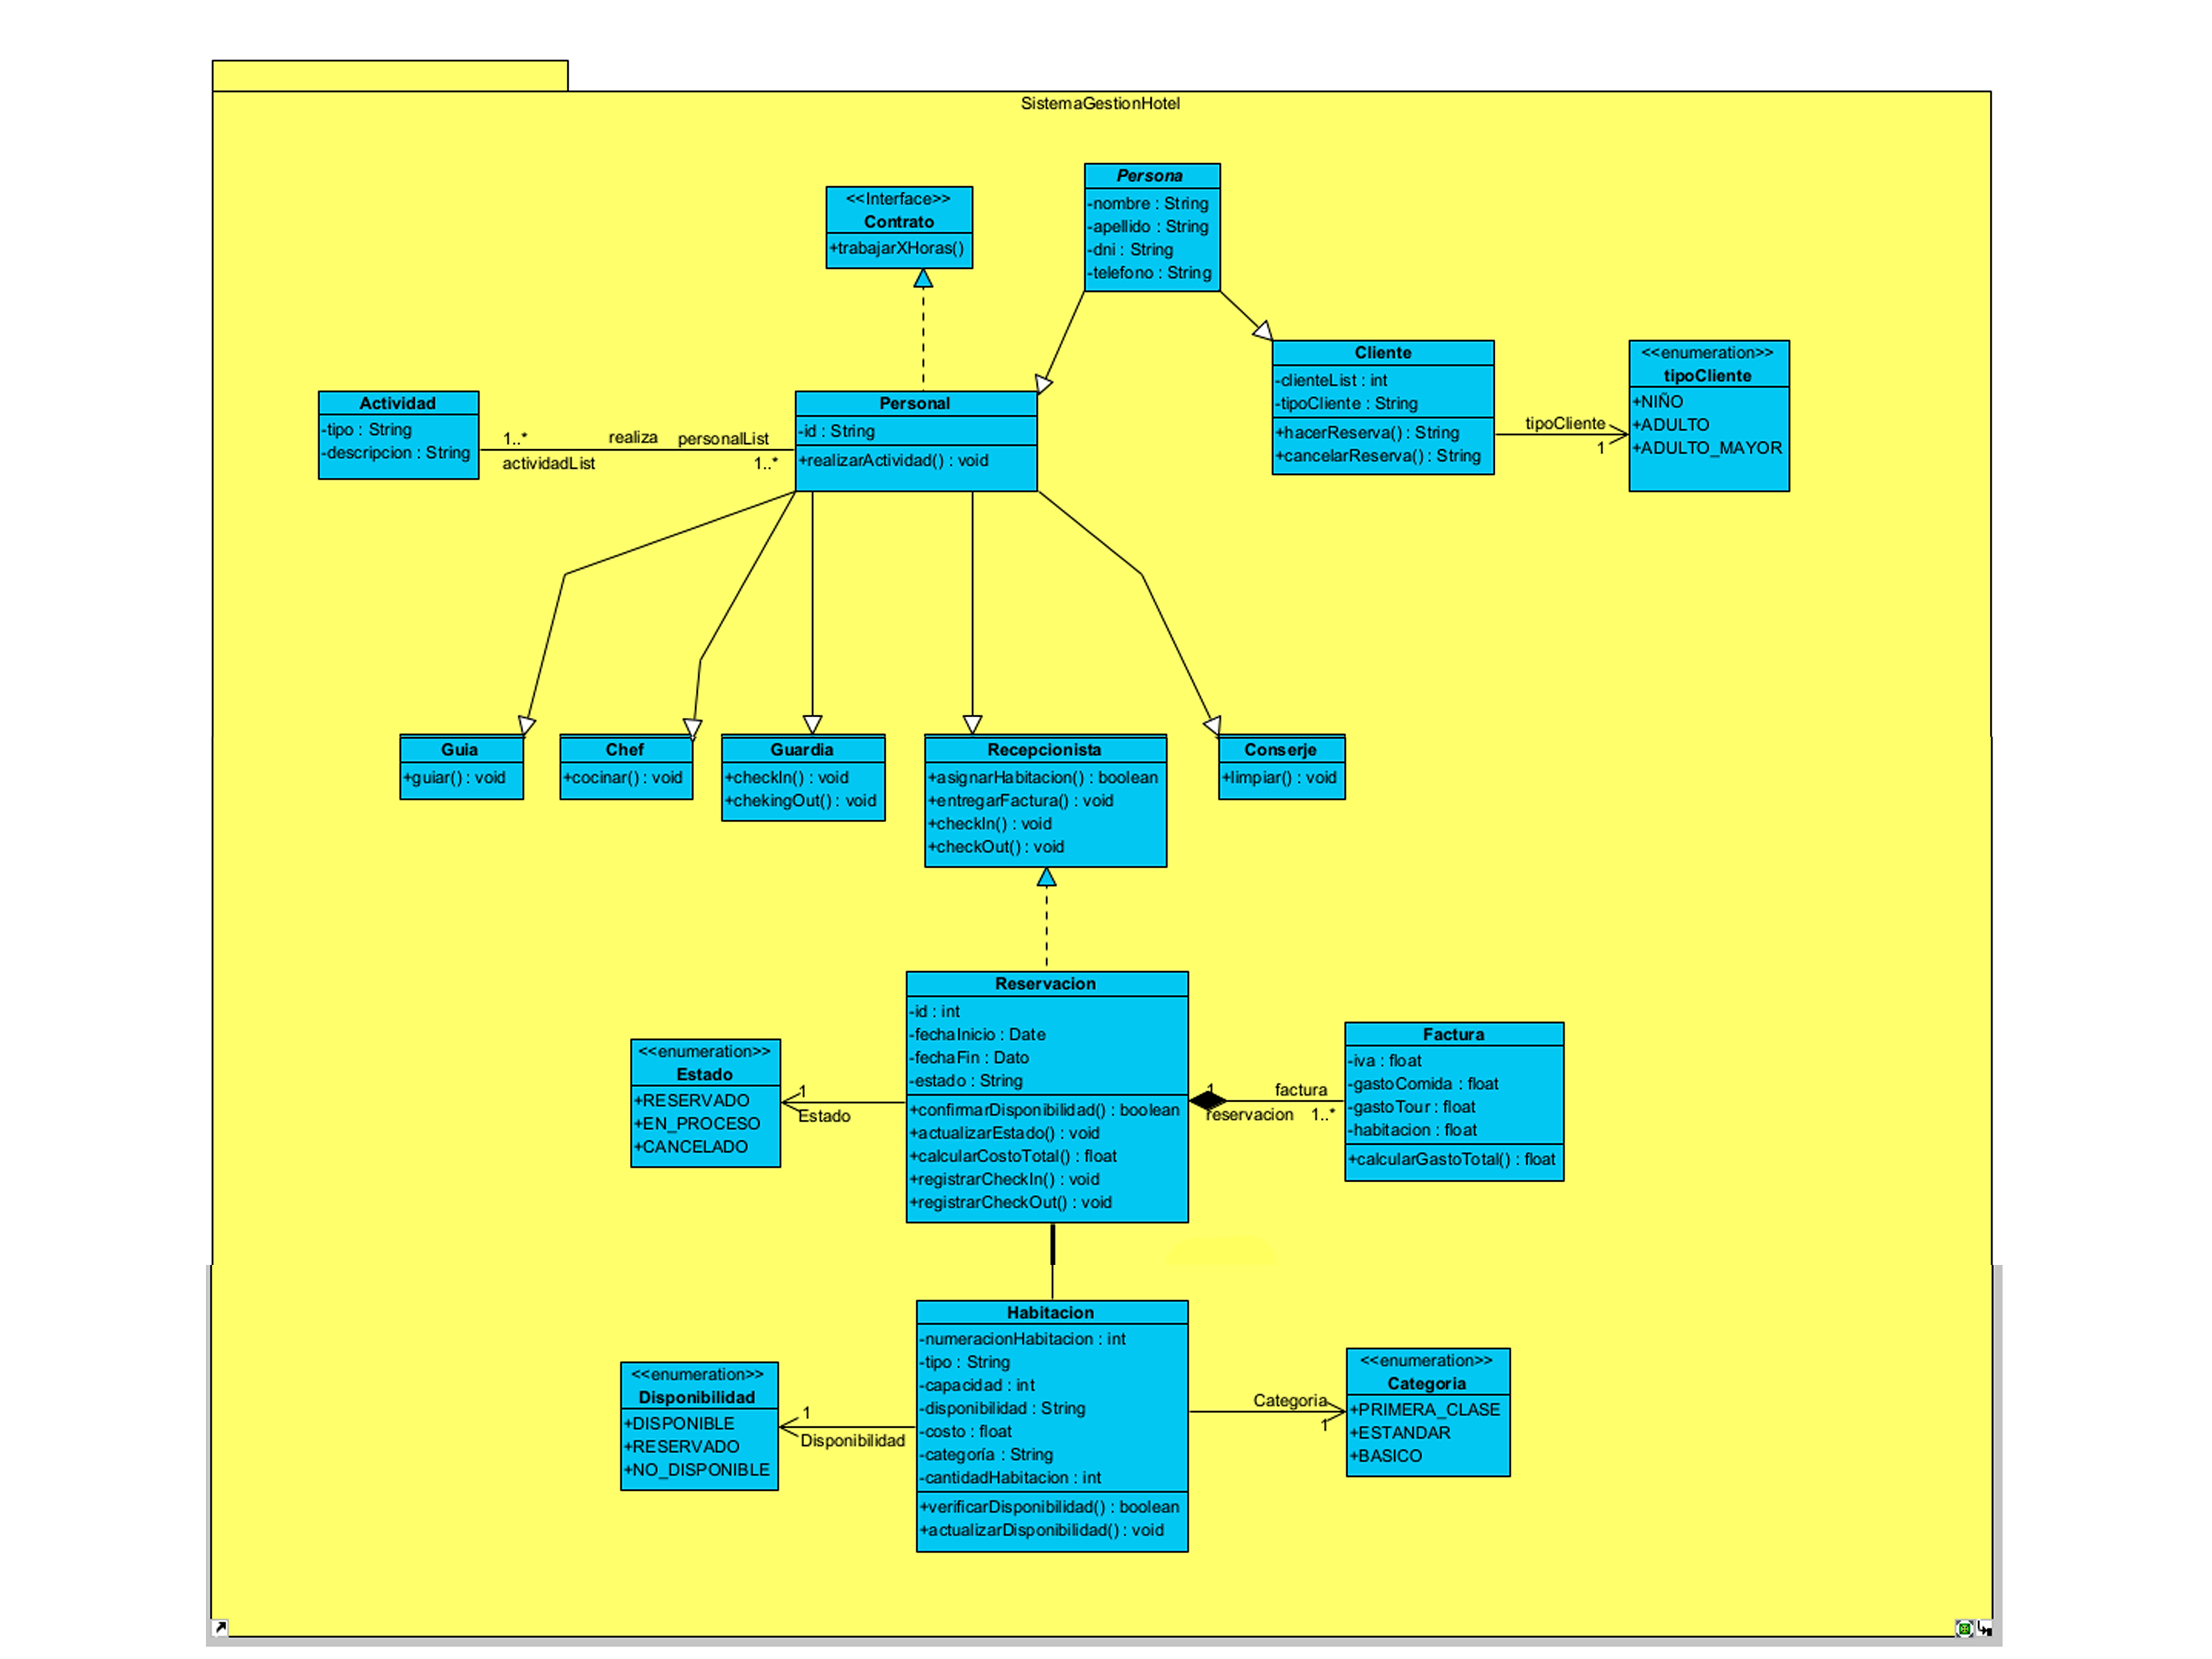 SistemaGestionHotel
<<Interface>>
Contrato
+trabajarXHoras()
Persona
-nombre : String
-apellido : String
-dni : String
-telefono : String
Actividad
-tipo : String
-descripcion : String
1..*
realiza
personalList
actividadList
1..*
Personal
-id : String
+realizarActividad() : void
Cliente
-clienteList : int
-tipoCliente : String
+hacerReserva() : String
+cancelarReserva() : String
tipoCliente
1
<<enumeration>>
tipoCliente
+NIÑO
+ADULTO
+ADULTO_MAYOR
Guia
+guiar() : void
Chef
+cocinar() : void
Guardia
+checkIn() : void
+chekingOut() : void
Recepcionista
+asignarHabitacion() : boolean
+entregarFactura() : void
+checkIn() : void
+checkOut() : void
Conserje
+limpiar() : void
<<enumeration>>
Estado
+RESERVADO
+EN_PROCESO
+CANCELADO
1
Estado
Reservacion
-id : int
-fechaInicio : Date
-fechaFin : Dato
-estado : String
+confirmarDisponibilidad() : boolean
+actualizarEstado() : void
+calcularCostoTotal() : float
+registrarCheckIn() : void
+registrarCheckOut() : void
1
factura
reservacion
1..*
Factura
-iva : float
-gastoComida : float
-gastoTour : float
-habitacion : float
+calcularGastoTotal() : float
<<enumeration>>
Disponibilidad
+DISPONIBLE
+RESERVADO
+NO_DISPONIBLE
1
Disponibilidad
Habitacion
-numeracionHabitacion : int
-tipo : String
-capacidad : int
-disponibilidad : String
-costo : float
-categoría : String
-cantidadHabitacion : int
+verificarDisponibilidad() : boolean
+actualizarDisponibilidad() : void
Categoria
1
<<enumeration>>
Categoria
+PRIMERA_CLASE
+ESTANDAR
+BASICO